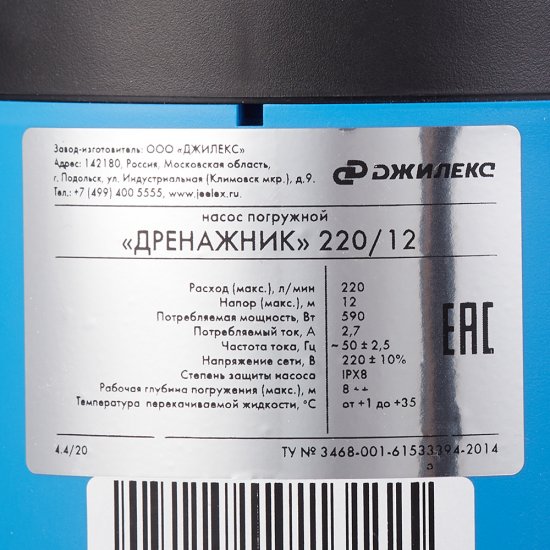 Завод-изготовитель: ООО «ДЖИЛЕКС»
Адрес: 142180, Россия, Московская область,
г. Подольск, ул. Индустриальная (Климовск мкр.), д.9.
Тел.: +7 (499) 400 5555, www.jeelex.ru
ДЖИЛЕКС
насос погружной
«ДРЕНАЖНИК» 220/12
Расход (макс.), л/мин 220
Напор (макс.), м 12
Потребляемая мощность, Вт 590
Потребляемый ток, А 2,7
Частота тока, Гц ~50 ± 2,5
Напряжение сети, В 220 ± 10%
Степень защиты насоса IPX8
Рабочая глубина погружения (макс.), м 8
Температура перекачиваемой жидкости, °С от +1 до +35
ЕАС
4.4/20 ТУ № 3468-001-61533394-2014